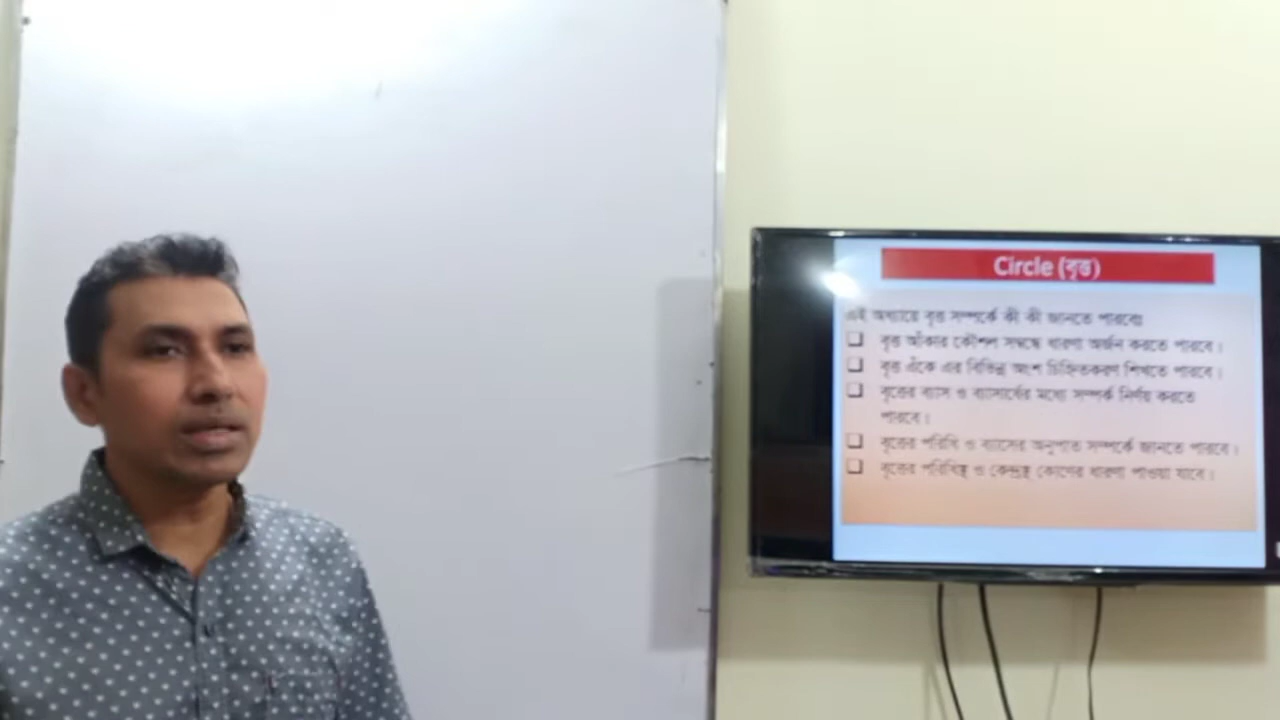 Circle (বৃত্ত)
এই অধ্যায়ে বৃত্ত সম্পর্কে কী কী জানতে পারবেঃ
বৃত্ত আঁকার কৌশল সম্বন্ধে ধারণা অর্জন করতে পারবে।
বৃত্ত এঁকে এর বিভিন্ন অংশ চিহ্নিতকরণ শিখতে পারবে।
বৃত্তের ব্যাস ও ব্যাসার্ধের মধ্যে সম্পর্ক নির্ণয় করতে
পারবে।
বৃত্তের পরিধি ও ব্যাসের অনুপাত সম্পর্কে জানতে পারবে।
বৃত্তের পরিধিস্থ ও কেন্দ্রস্থ কোণের ধারণা পাওয়া যাবে।